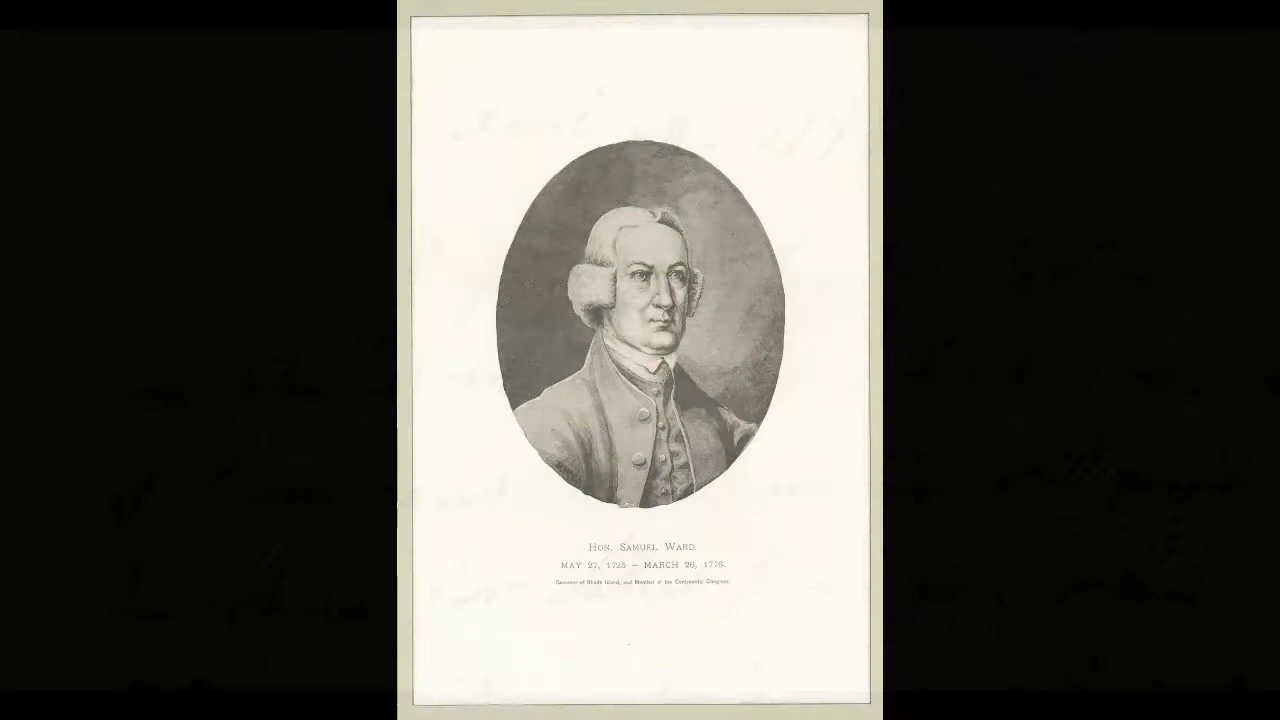 Hon. Samuel Ward.
May 27, 1725 – March 26, 1776.
Governor of Rhode Island, and Member of the Continental Congress.